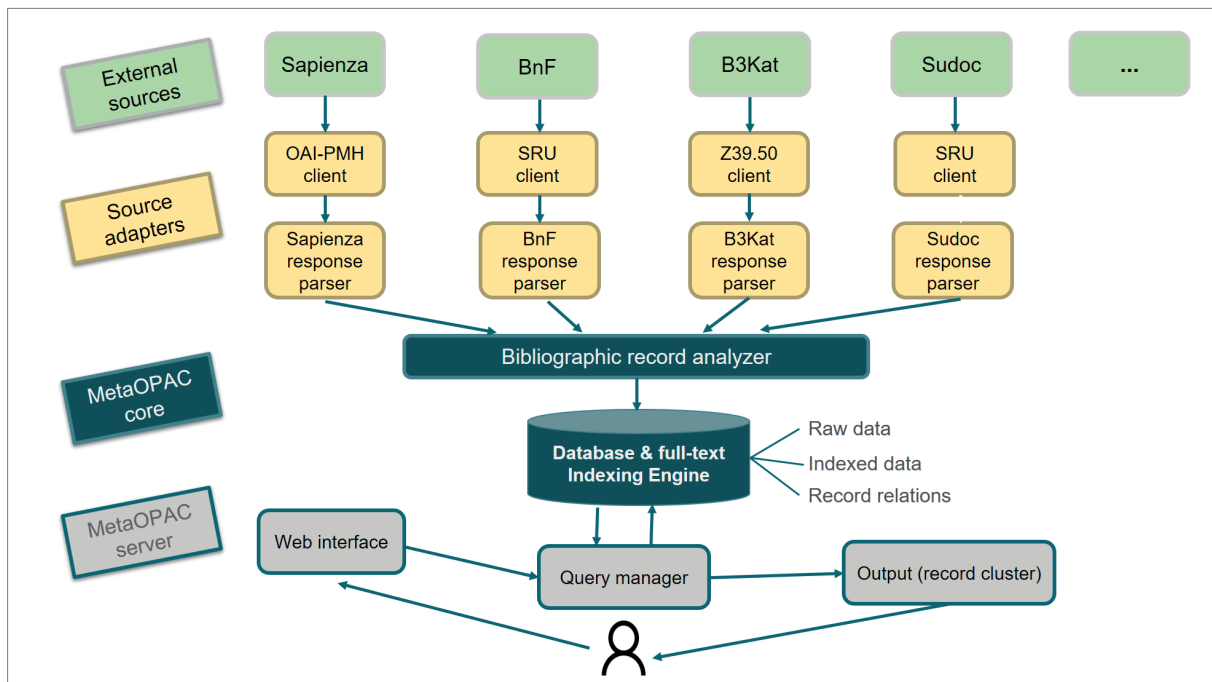 External
sources
Sapienza
BnF
B3Kat
Sudoc
...
OAI-PMH
client
SRU
client
Z39.50
client
SRU
client
Source
adapters
Sapienza
response
parser
BnF
response
parser
B3Kat
response
parser
Sudoc
response
parser
Bibliographic record analyzer
MetaOPAC
core
Database & full-text
Indexing Engine
Raw data
Indexed data
Record relations
MetaOPAC
server
Web interface
Query manager
Output (record cluster)